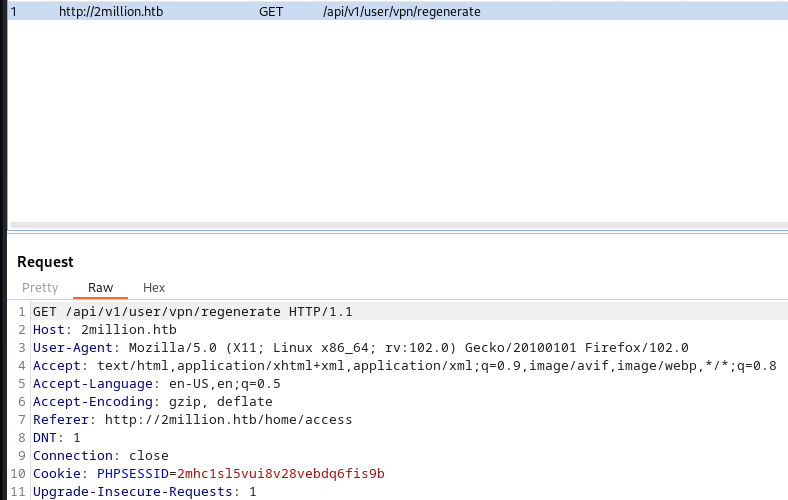 1 http://2million.htb GET /api/v1/user/vpn/regenerate
Request
Pretty Raw Hex
1 GET /api/v1/user/vpn/regenerate HTTP/1.1
2 Host: 2million.htb
3 User-Agent: Mozilla/5.0 (X11; Linux x86_64; rv:102.0) Gecko/20100101 Firefox/102.0
4 Accept: text/html,application/xhtml+xml,application/xml;q=0.9,image/avif,image/webp,*/*;q=0.8
5 Accept-Language: en-US,en;q=0.5
6 Accept-Encoding: gzip, deflate
7 Referer: http://2million.htb/home/access
8 DNT: 1
9 Connection: close
10 Cookie: PHPSESSID=2mhc1sl5vui8v28vebdq6fis9b
11 Upgrade-Insecure-Requests: 1